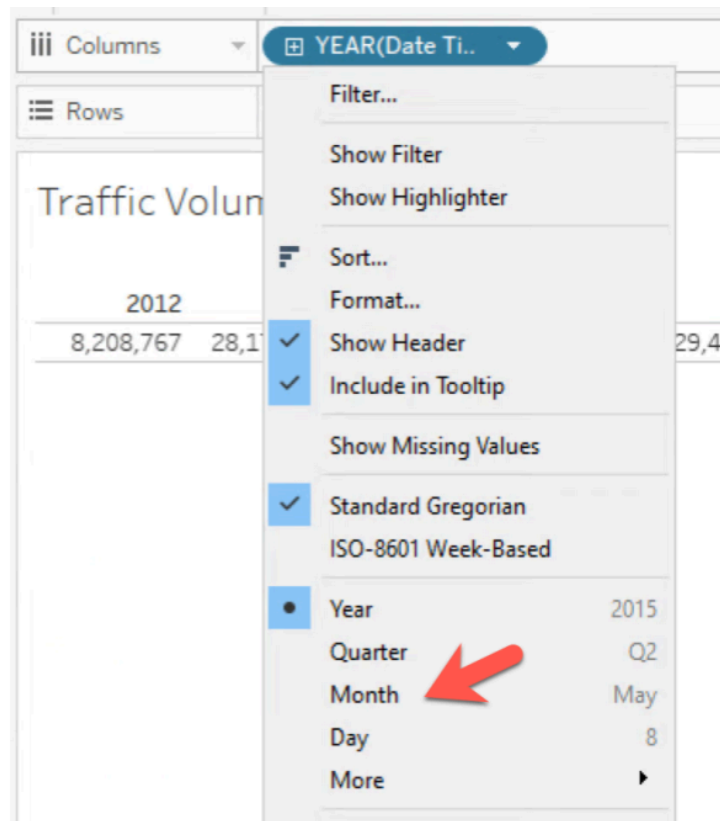 Columns
YEAR(Date Ti..
Rows
Filter...
Show Filter
Show Highlighter
Traffic Volum
Sort...
2012
Format...
8,208,767 28,1
Show Header
29,4
Include in Tooltip
Show Missing Values
Standard Gregorian
ISO-8601 Week-Based
Year 2015
Quarter Q2
Month May
Day 8
More